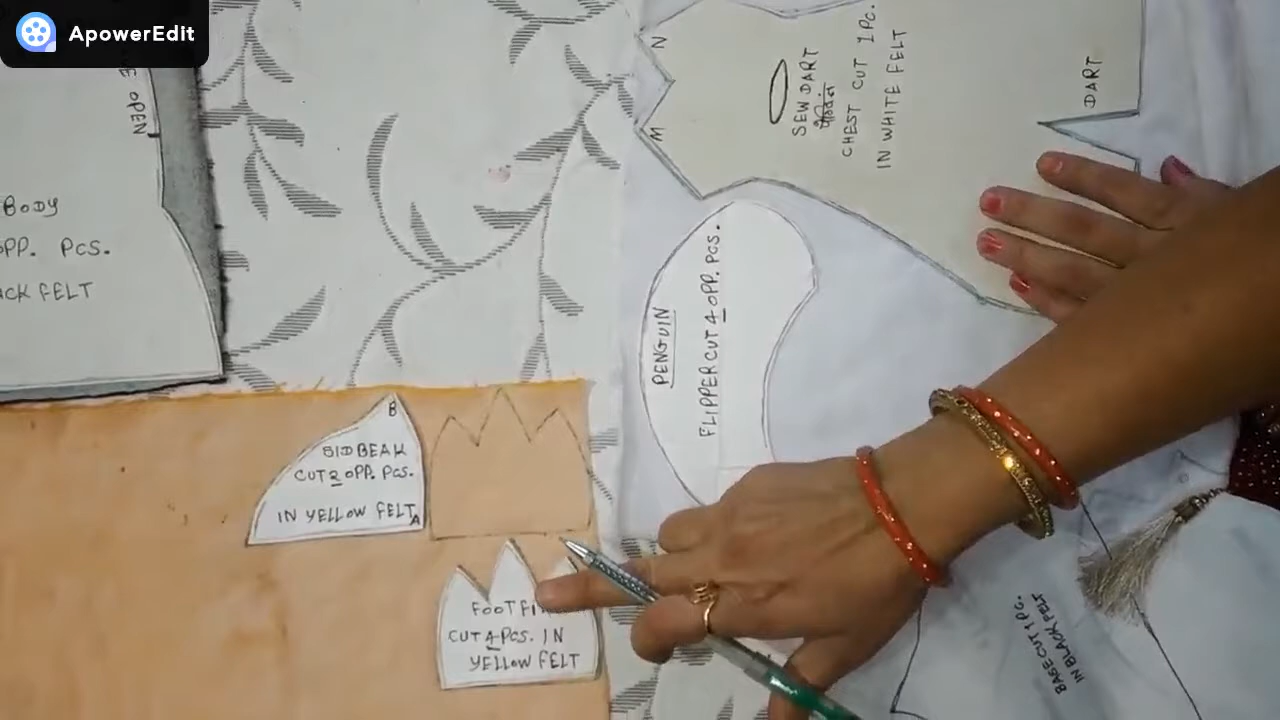 ApowerEdit
E OPEN
BODY
OPP. PCS.
ACK FELT
N
M
SEW DART
CHEST CUT 1 PC.
IN WHITE FELT
DART
PENGUIN
FLIPPER CUT 4 OPP. PCS.
B
SIDBEAK
CUT 2 OPP. PCS.
IN YELLOW FELT
A
FOOT FI
CUT 4 PCS. IN
YELLOW FELT
BASE CUT 1 PC.
IN BLACK FELT